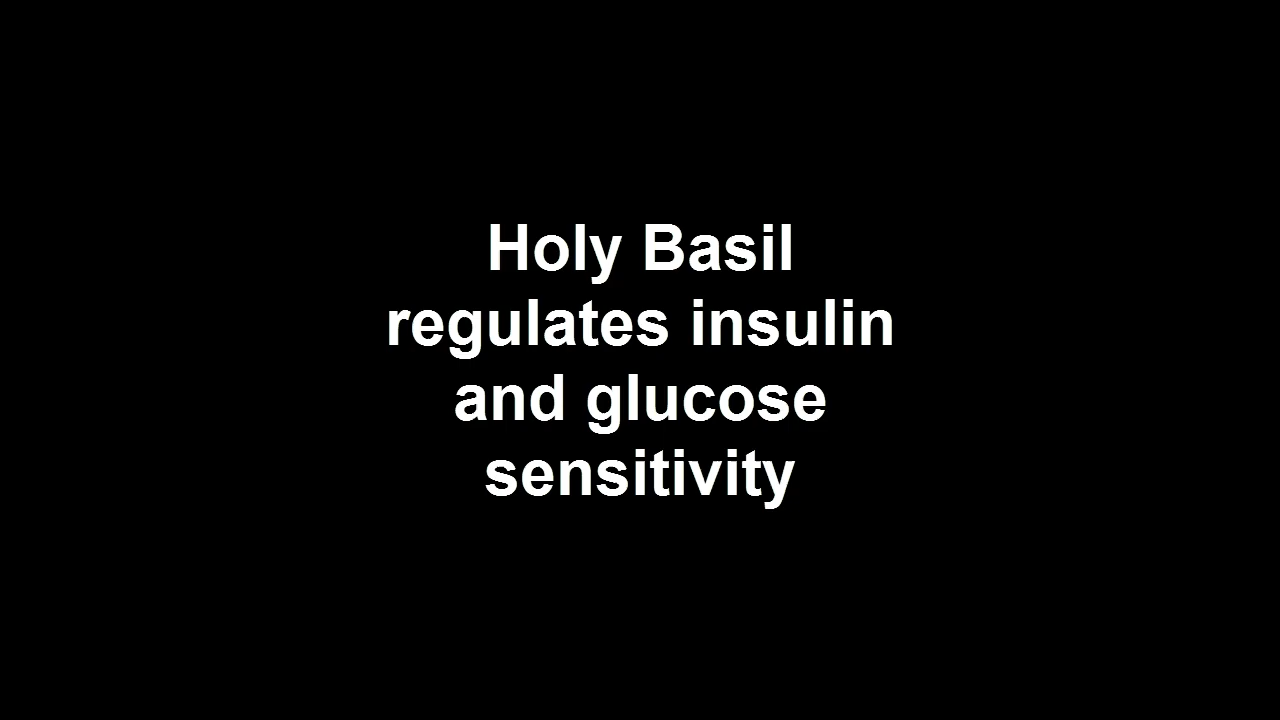 Holy Basil
regulates insulin
and glucose
sensitivity